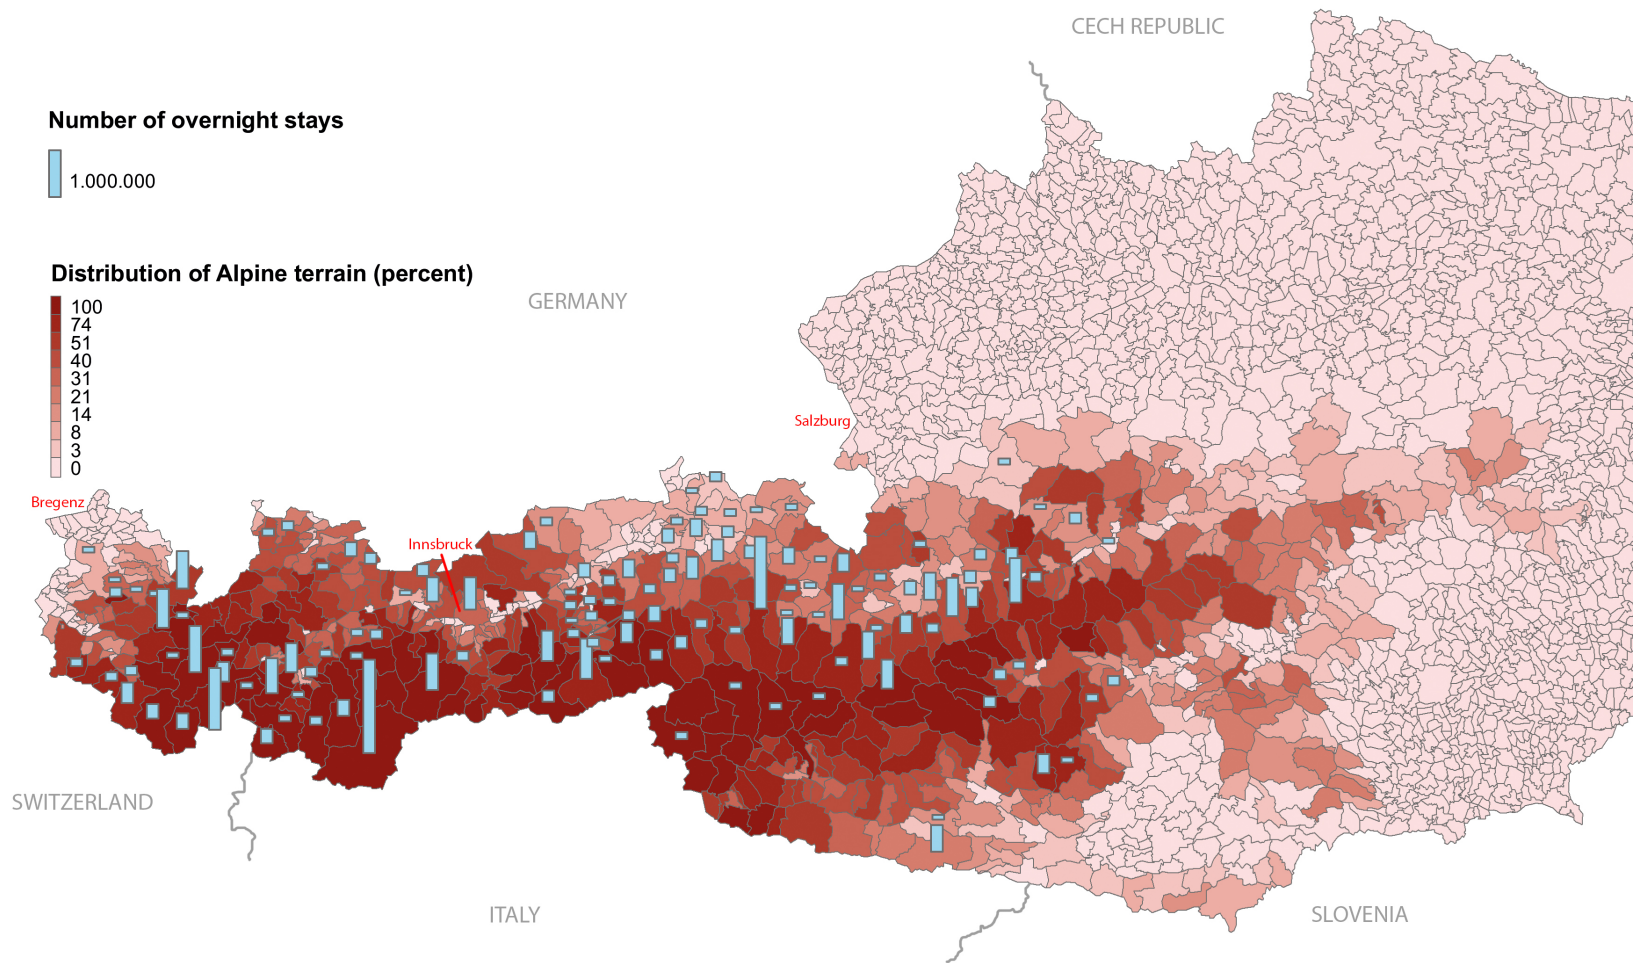 CECH REPUBLIC
Number of overnight stays
1.000.000
Distribution of Alpine terrain (percent)
100
74
51
40
31
21
14
8
3
0
GERMANY
Salzburg
Bregenz
Innsbruck
SWITZERLAND
ITALY
SLOVENIA